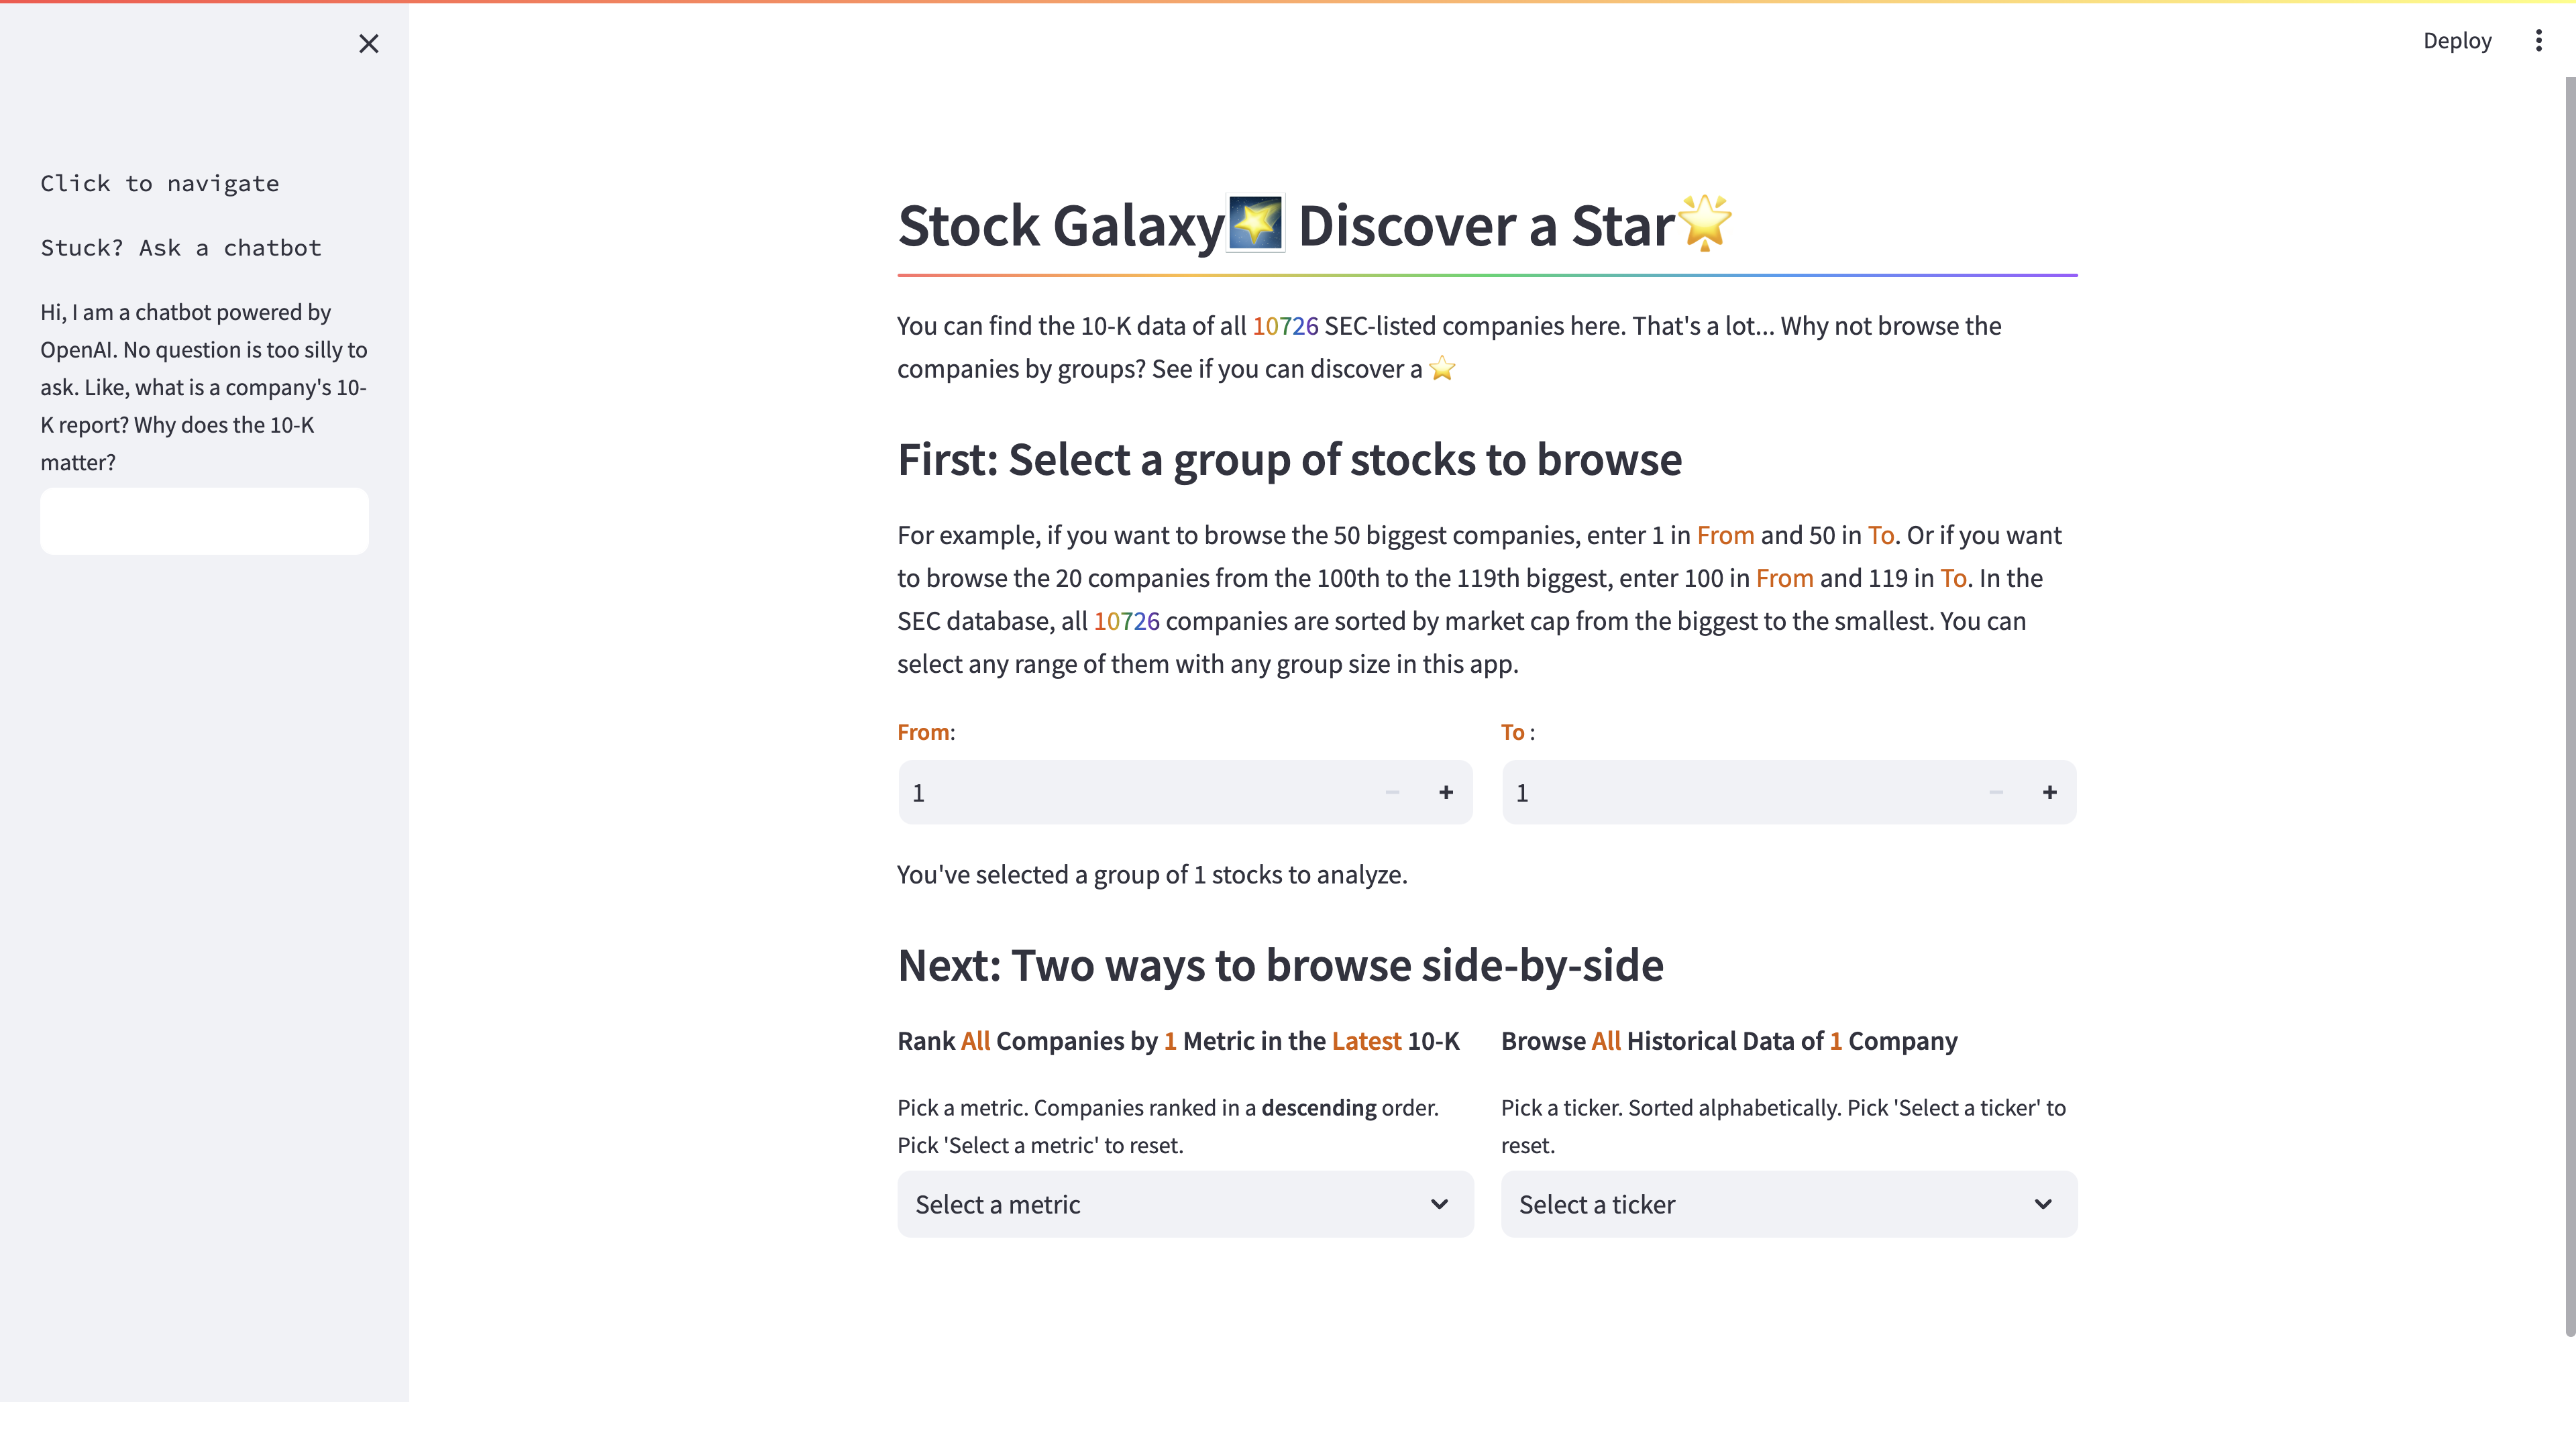 Deploy
Click to navigate
Stuck? Ask a chatbot
Hi, I am a chatbot powered by
OpenAI. No question is too silly to
ask. Like, what is a company's 10-
K report? Why does the 10-K
matter?
Stock Galaxy🌠 Discover a Star🌟
You can find the 10-K data of all 10726 SEC-listed companies here. That's a lot... Why not browse the
companies by groups? See if you can discover a ⭐
First: Select a group of stocks to browse
For example, if you want to browse the 50 biggest companies, enter 1 in From and 50 in To. Or if you want
to browse the 20 companies from the 100th to the 119th biggest, enter 100 in From and 119 in To. In the
SEC database, all 10726 companies are sorted by market cap from the biggest to the smallest. You can
select any range of them with any group size in this app.
From:
1
To :
1
You've selected a group of 1 stocks to analyze.
Next: Two ways to browse side-by-side
Rank All Companies by 1 Metric in the Latest 10-K
Pick a metric. Companies ranked in a descending order.
Pick 'Select a metric' to reset.
Select a metric
Browse All Historical Data of 1 Company
Pick a ticker. Sorted alphabetically. Pick 'Select a ticker' to
reset.
Select a ticker